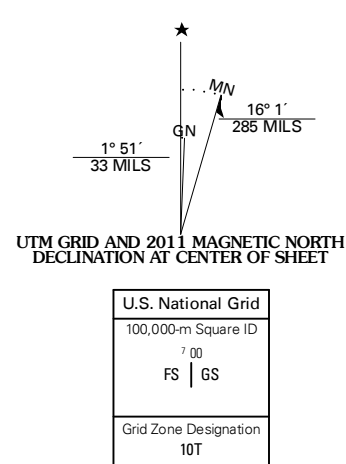 ★
MN
GN
16° 1´
285 MILS
1° 51´
33 MILS
UTM GRID AND 2011 MAGNETIC NORTH
DECLINATION AT CENTER OF SHEET
U.S. National Grid
100,000-m Square ID
7 00
FS | GS
Grid Zone Designation
10T